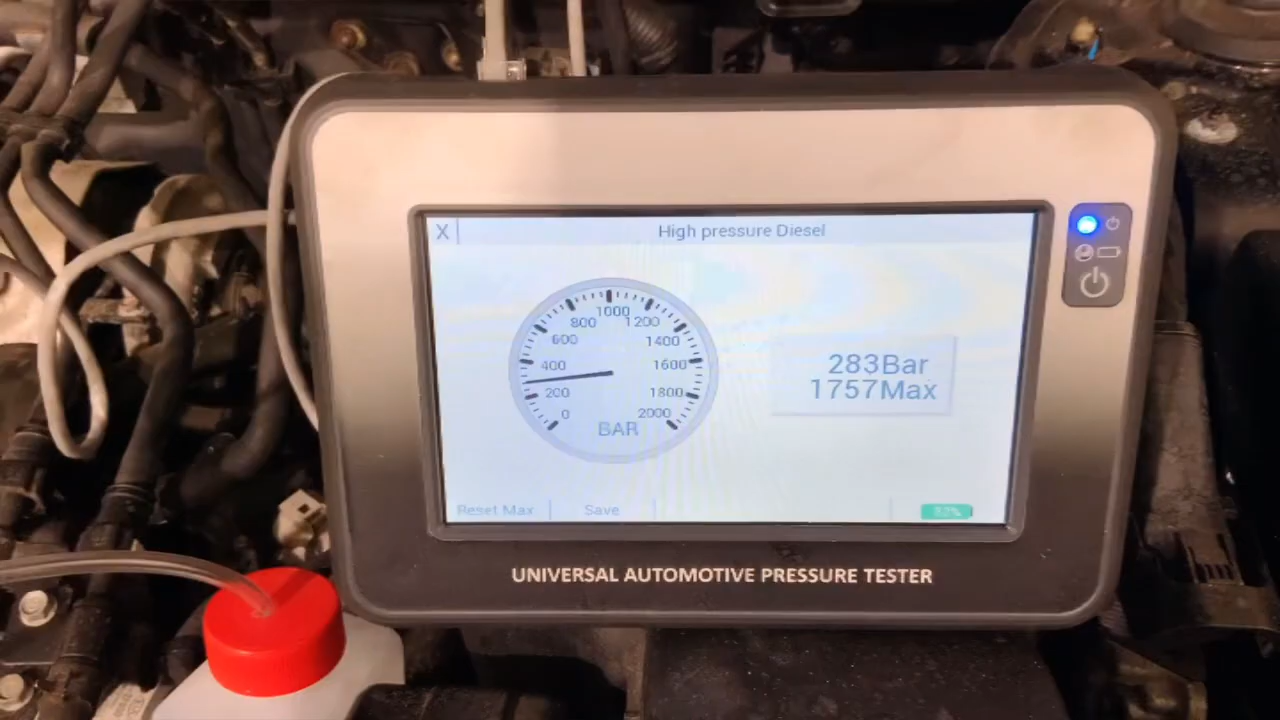 X
High pressure Diesel
1000
800
1200
600
1400
400
1600
200
1800
0
2000
BAR
283Bar
1757Max
Reset Max
Save
UNIVERSAL AUTOMOTIVE PRESSURE TESTER